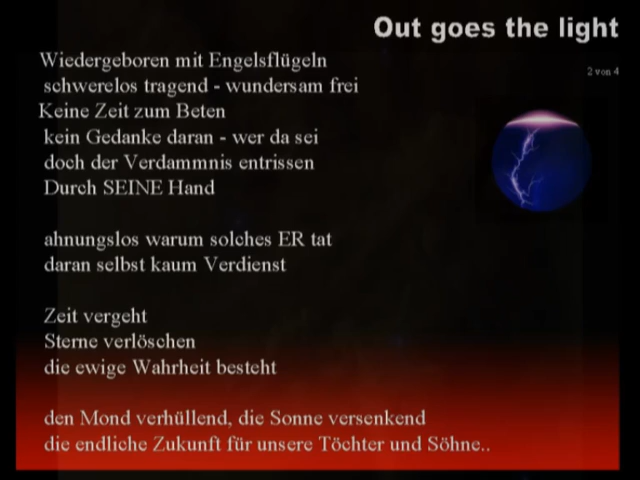 Out goes the light
2 von 4
Wiedergeboren mit Engelsflügeln
schwerelos tragend - wundersam frei
Keine Zeit zum Beten
kein Gedanke daran - wer da sei
doch der Verdammnis entrissen
Durch SEINE Hand
ahnungslos warum solches ER tat
daran selbst kaum Verdienst
Zeit vergeht
Sterne verlöschen
die ewige Wahrheit besteht
den Mond verhüllend, die Sonne versenkend
die endliche Zukunft für unsere Töchter und Söhne..